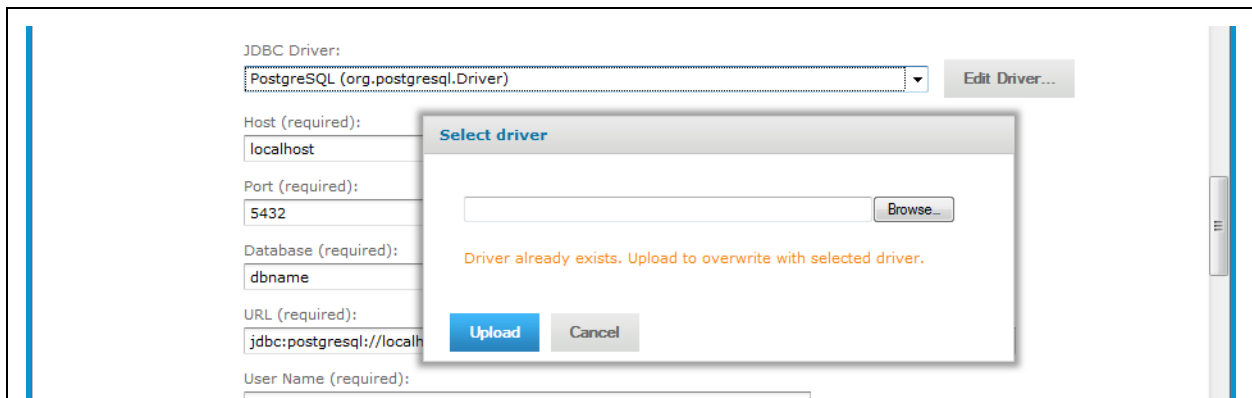 JDBC Driver:
PostgreSQL (org.postgresql.Driver)
Edit Driver...
Host (required):
localhost
Select driver
Port (required):
5432
Browse...
Database (required):
dbname
Driver already exists. Upload to overwrite with selected driver.
URL (required):
jdbc:postgresql://localh
Upload
Cancel
User Name (required):